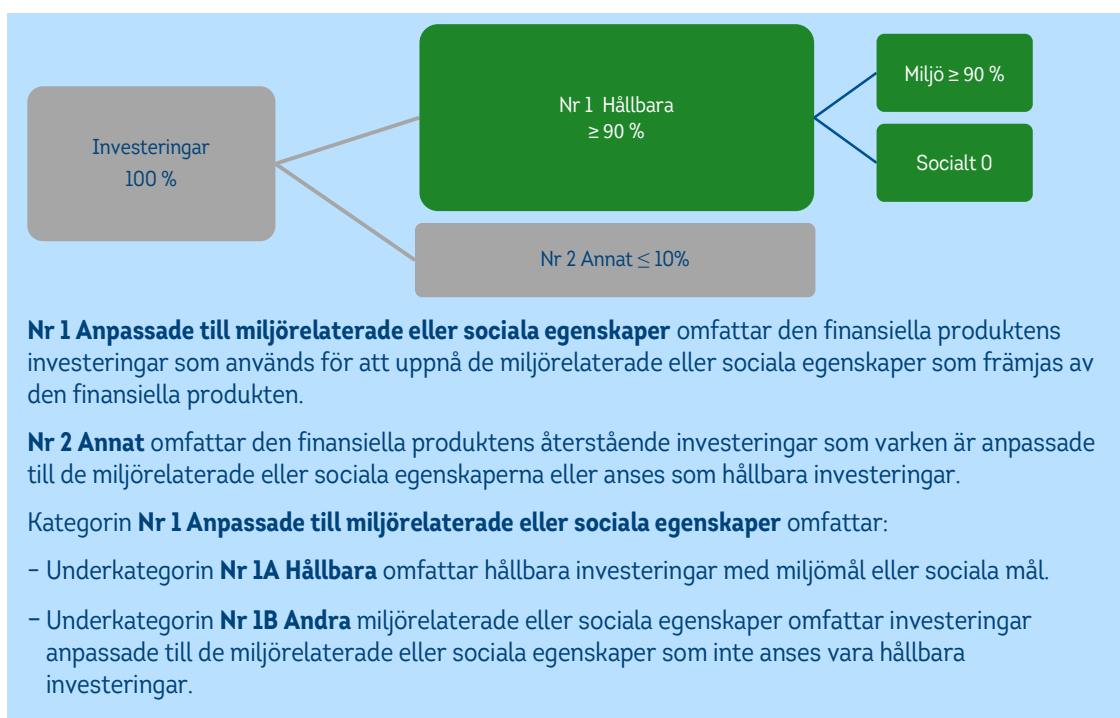 Investeringar
100 %
Nr 1 Hållbara
≥ 90 %
Miljö ≥ 90 %
Socialt 0
Nr 2 Annat ≤ 10%
Nr 1 Anpassade till miljörelaterade eller sociala egenskaper omfattar den finansiella produktens
investeringar som används för att uppnå de miljörelaterade eller sociala egenskaper som främjas av
den finansiella produkten.
Nr 2 Annat omfattar den finansiella produktens återstående investeringar som varken är anpassade
till de miljörelaterade eller sociala egenskaperna eller anses som hållbara investeringar.
Kategorin Nr 1 Anpassade till miljörelaterade eller sociala egenskaper omfattar:
– Underkategorin Nr 1A Hållbara omfattar hållbara investeringar med miljömål eller sociala mål.
– Underkategorin Nr 1B Andra miljörelaterade eller sociala egenskaper omfattar investeringar
anpassade till de miljörelaterade eller sociala egenskaper som inte anses vara hållbara
investeringar.